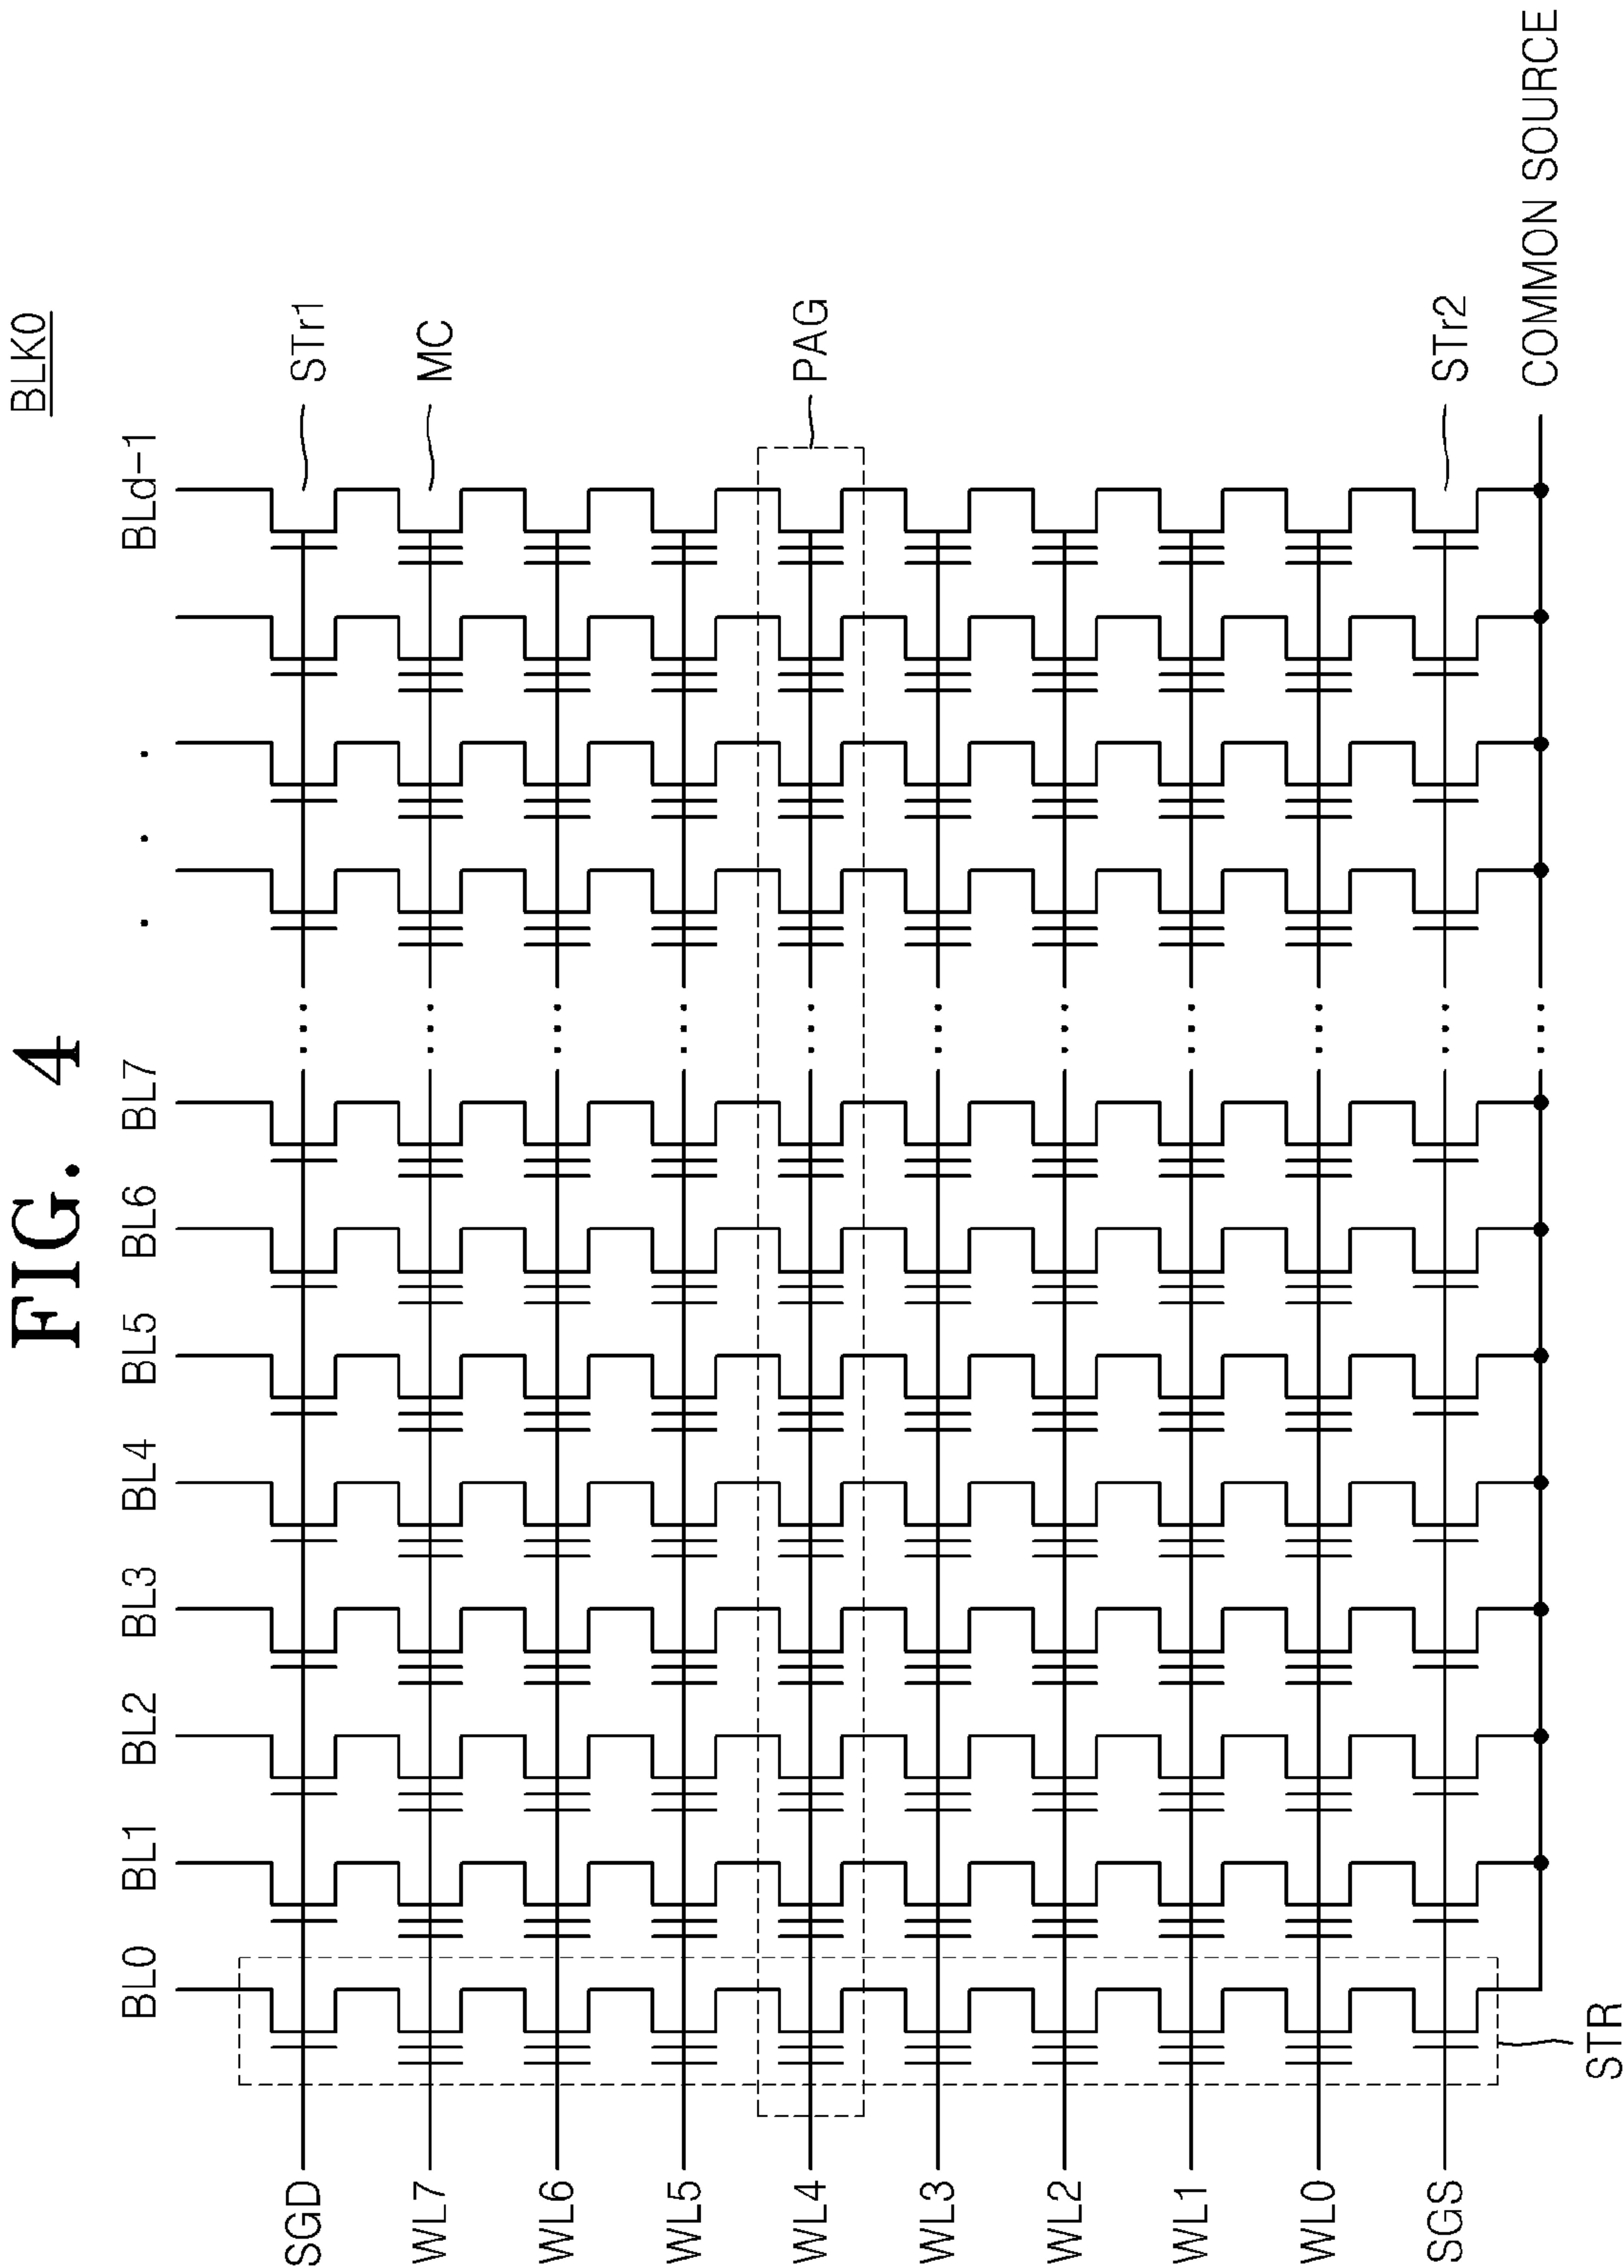 FIG. 4
BLK0
BL0 BL1 BL2 BL3 BL4 BL5 BL6 BL7 . . . BLd-1
SGD
STr1
WL7
MC
WL6
WL5
WL4
PAG
WL3
WL2
WL1
WL0
SGS
STr2
COMMON SOURCE
STR